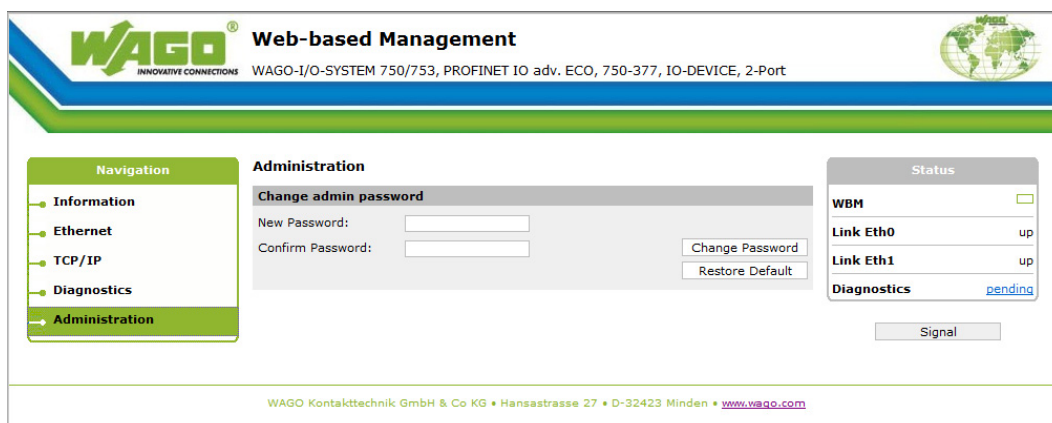 WAGO®
INNOVATIVE CONNECTIONS
Web-based Management
WAGO-I/O-SYSTEM 750/753, PROFINET IO adv. ECO, 750-377, IO-DEVICE, 2-Port
WAGO
Navigation
Information
Ethernet
TCP/IP
Diagnostics
Administration
Administration
Change admin password
New Password:
Confirm Password:
Change Password
Restore Default
Status
WBM
Link Eth0 up
Link Eth1 up
Diagnostics pending
Signal
WAGO Kontakttechnik GmbH & Co KG • Hansastrasse 27 • D-32423 Minden • www.wago.com